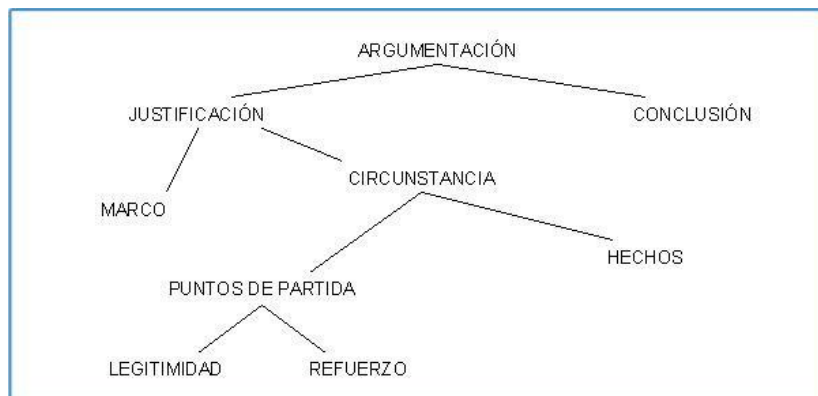 ARGUMENTACIÓN
JUSTIFICACIÓN
CONCLUSIÓN
CIRCUNSTANCIA
MARCO
HECHOS
PUNTOS DE PARTIDA
LEGITIMIDAD
REFUERZO